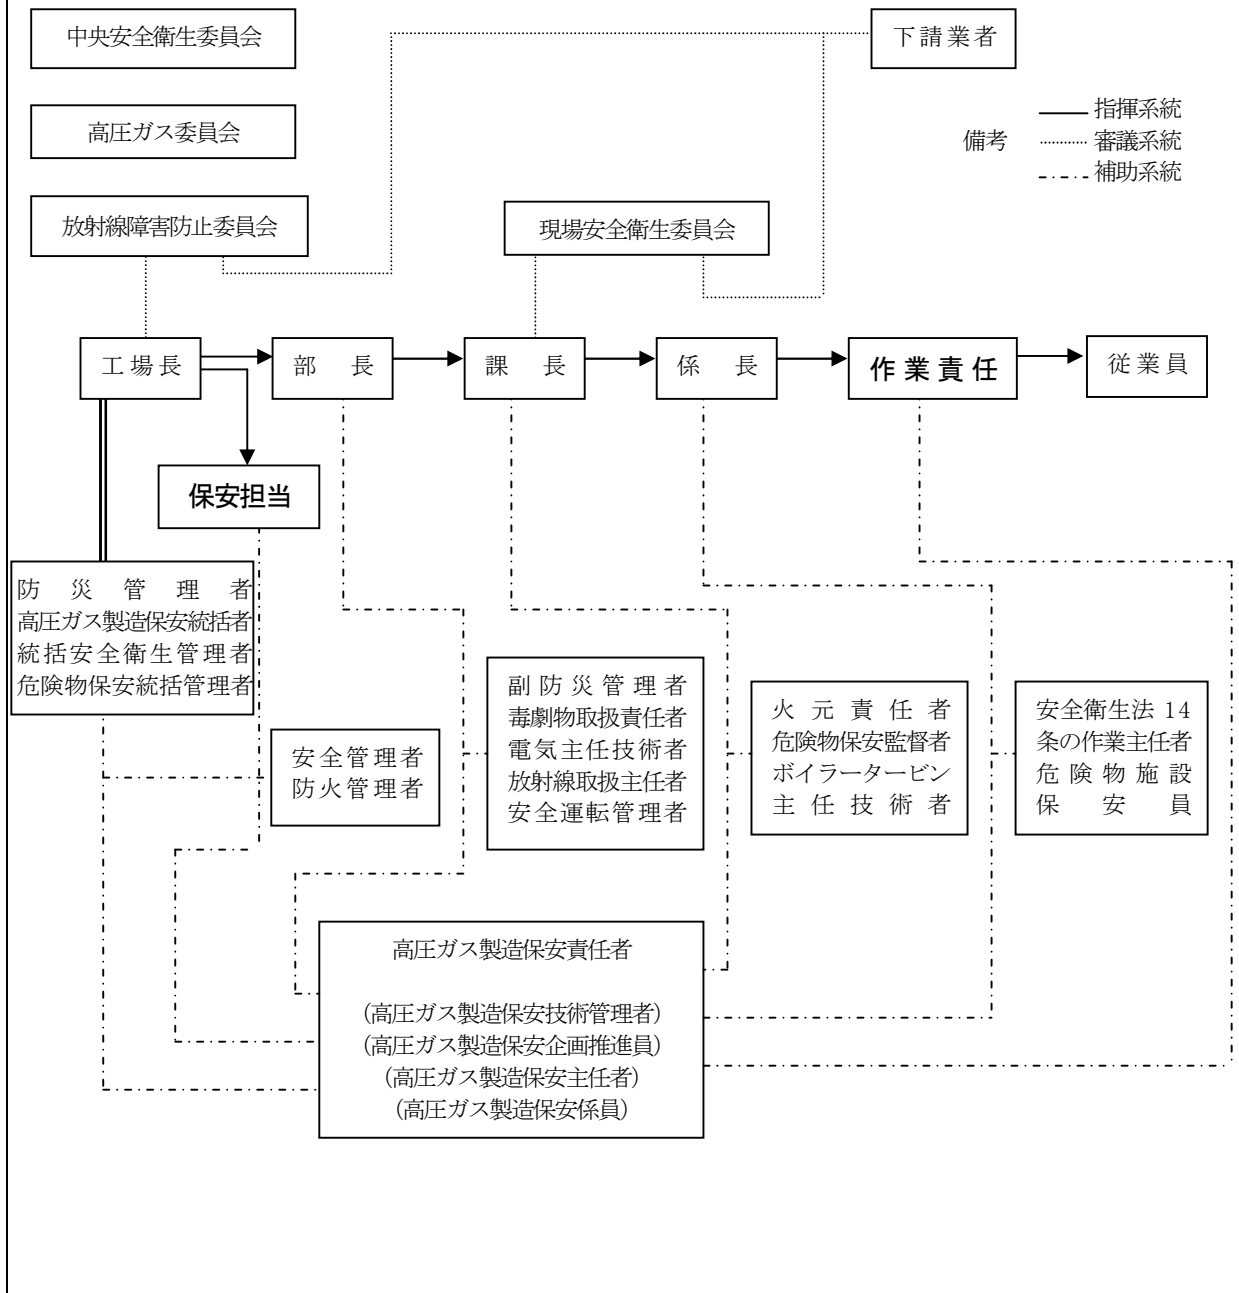 中央安全衛生委員会
下請業者
高圧ガス委員会
備考
指揮系統
審議系統
補助系統
放射線障害防止委員会
現場安全衛生委員会
工場長
部長
課長
係長
作業責任
従業員
保安担当
防災管理者
高圧ガス製造保安統括者
統括安全衛生管理者
危険物保安統括管理者
安全管理者
防火管理者
副防災管理者
毒劇物取扱責任者
電気主任技術者
放射線取扱主任者
安全運転管理者
火元責任者
危険物保安監督者
ボイラータービン
主任技術者
安全衛生法 14
条の作業主任者
危険物施設
保安員
高圧ガス製造保安責任者
(高圧ガス製造保安技術管理者)
(高圧ガス製造保安企画推進員)
(高圧ガス製造保安主任者)
(高圧ガス製造保安係員)